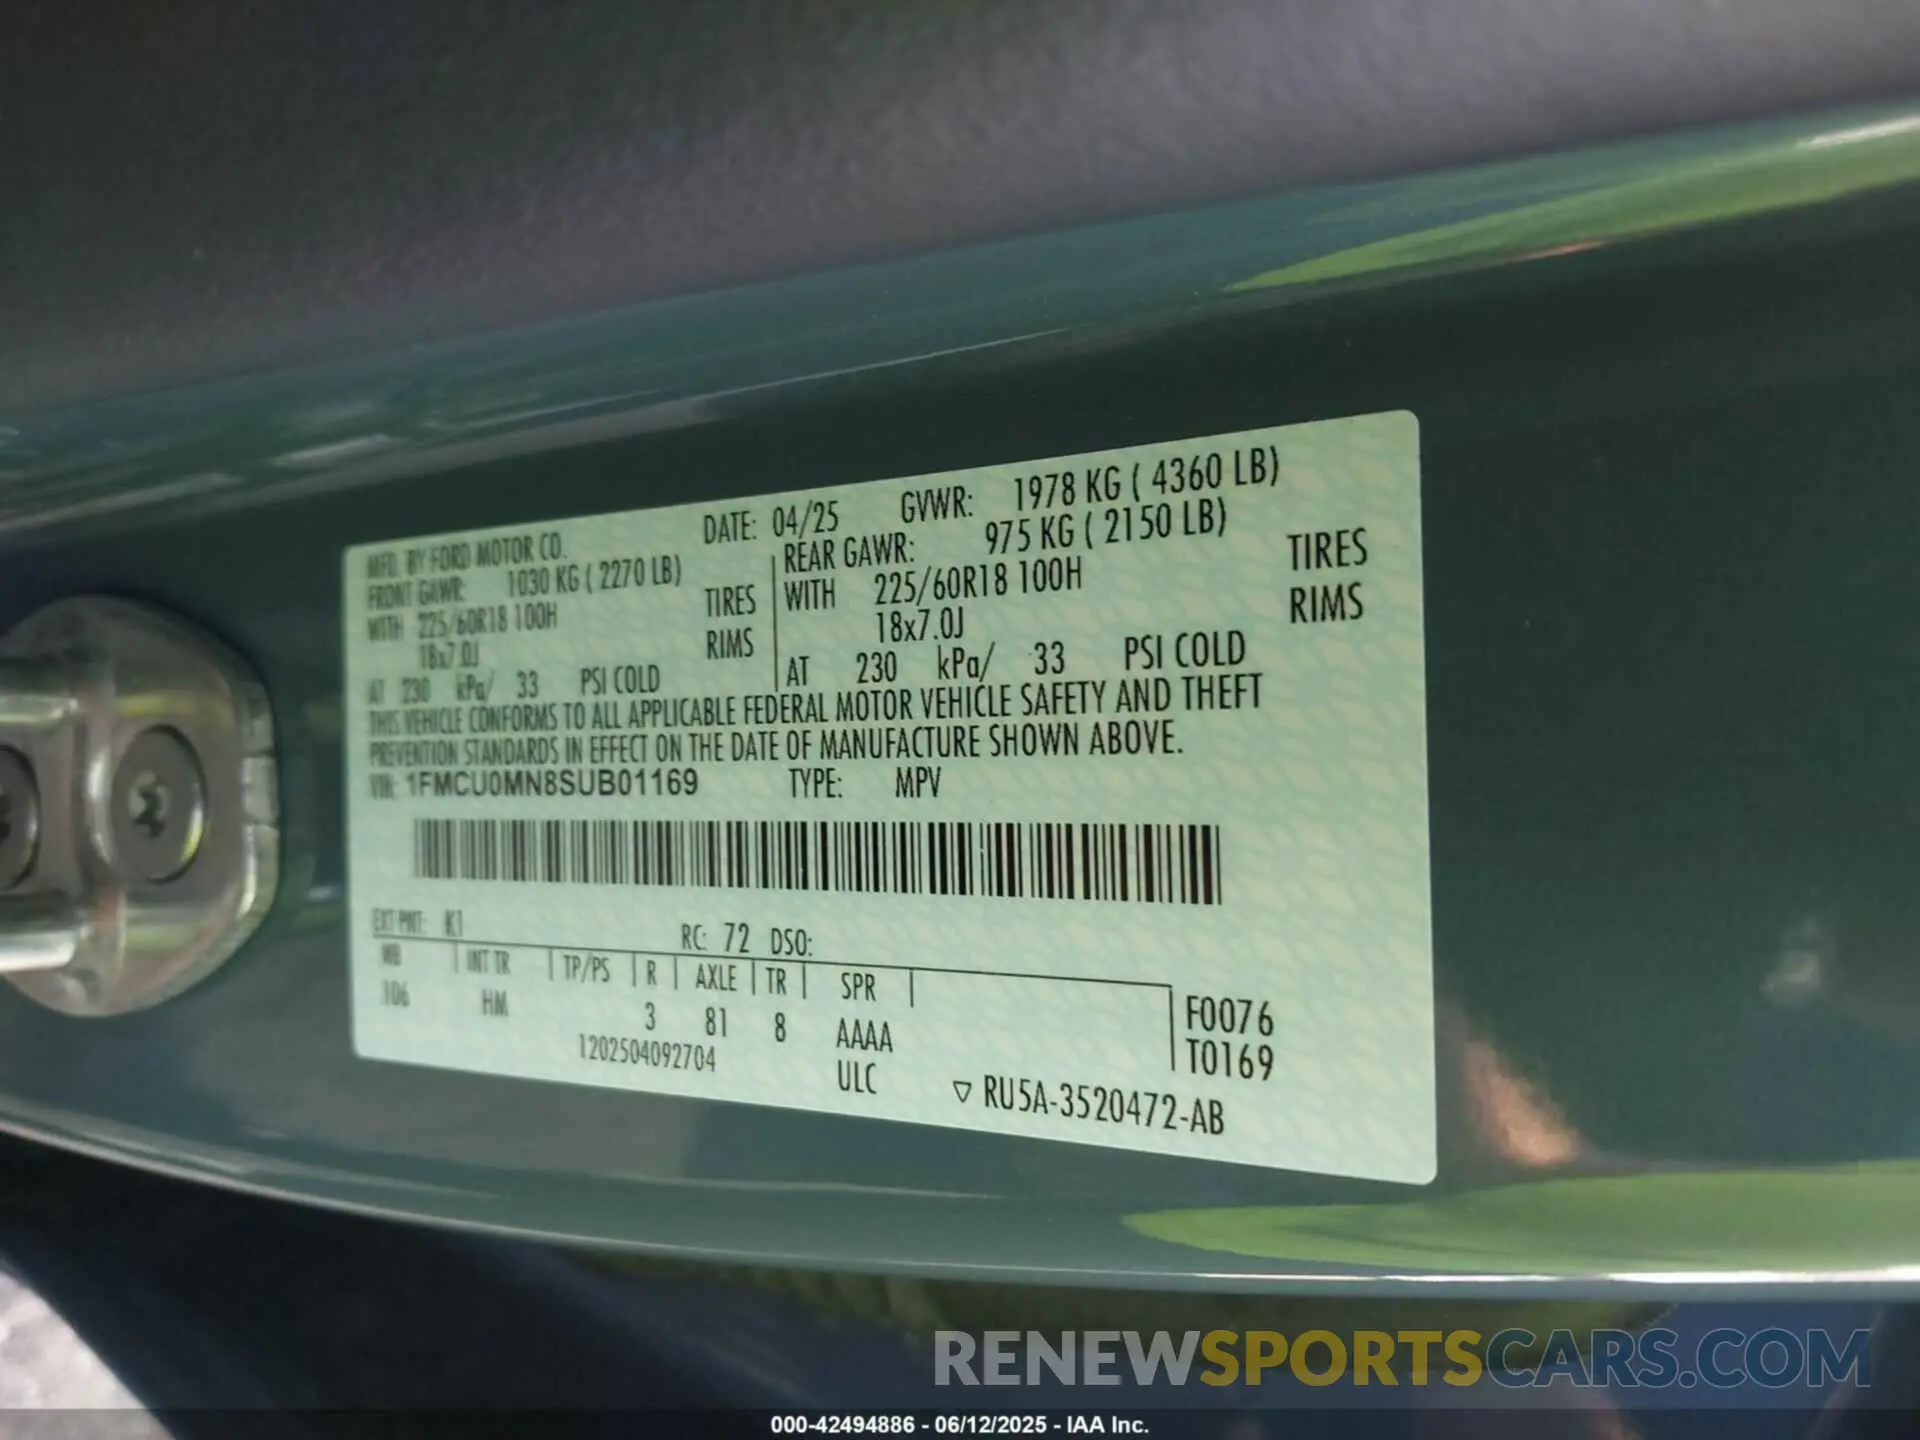 MFD. BY FORD MOTOR CO. DATE: 04/25 GVWR: 1978 KG ( 4360 LB)
FRONT GAWR: 1030 KG ( 2270 LB) REAR GAWR: 975 KG ( 2150 LB)
WITH 225/60R18 100H TIRES WITH 225/60R18 100H TIRES
18x7.0J RIMS 18x7.0J RIMS
AT 230 kPa/ 33 PSI COLD AT 230 kPa/ 33 PSI COLD
THIS VEHICLE CONFORMS TO ALL APPLICABLE FEDERAL MOTOR VEHICLE SAFETY AND THEFT
PREVENTION STANDARDS IN EFFECT ON THE DATE OF MANUFACTURE SHOWN ABOVE.
VIN: 1FMCU0MN8SUB01169 TYPE: MPV
EXT PNT: K1 RC: 72 DSO:
WB INT TR TP/PS R AXLE TR SPR
106 HM 3 81 8 AAAA
F0076
T0169
1202504092704 ULC
▽ RU5A-3520472-AB
RENEWSPORTSCARS.COM
000-42494886 - 06/12/2025 - IAA Inc.